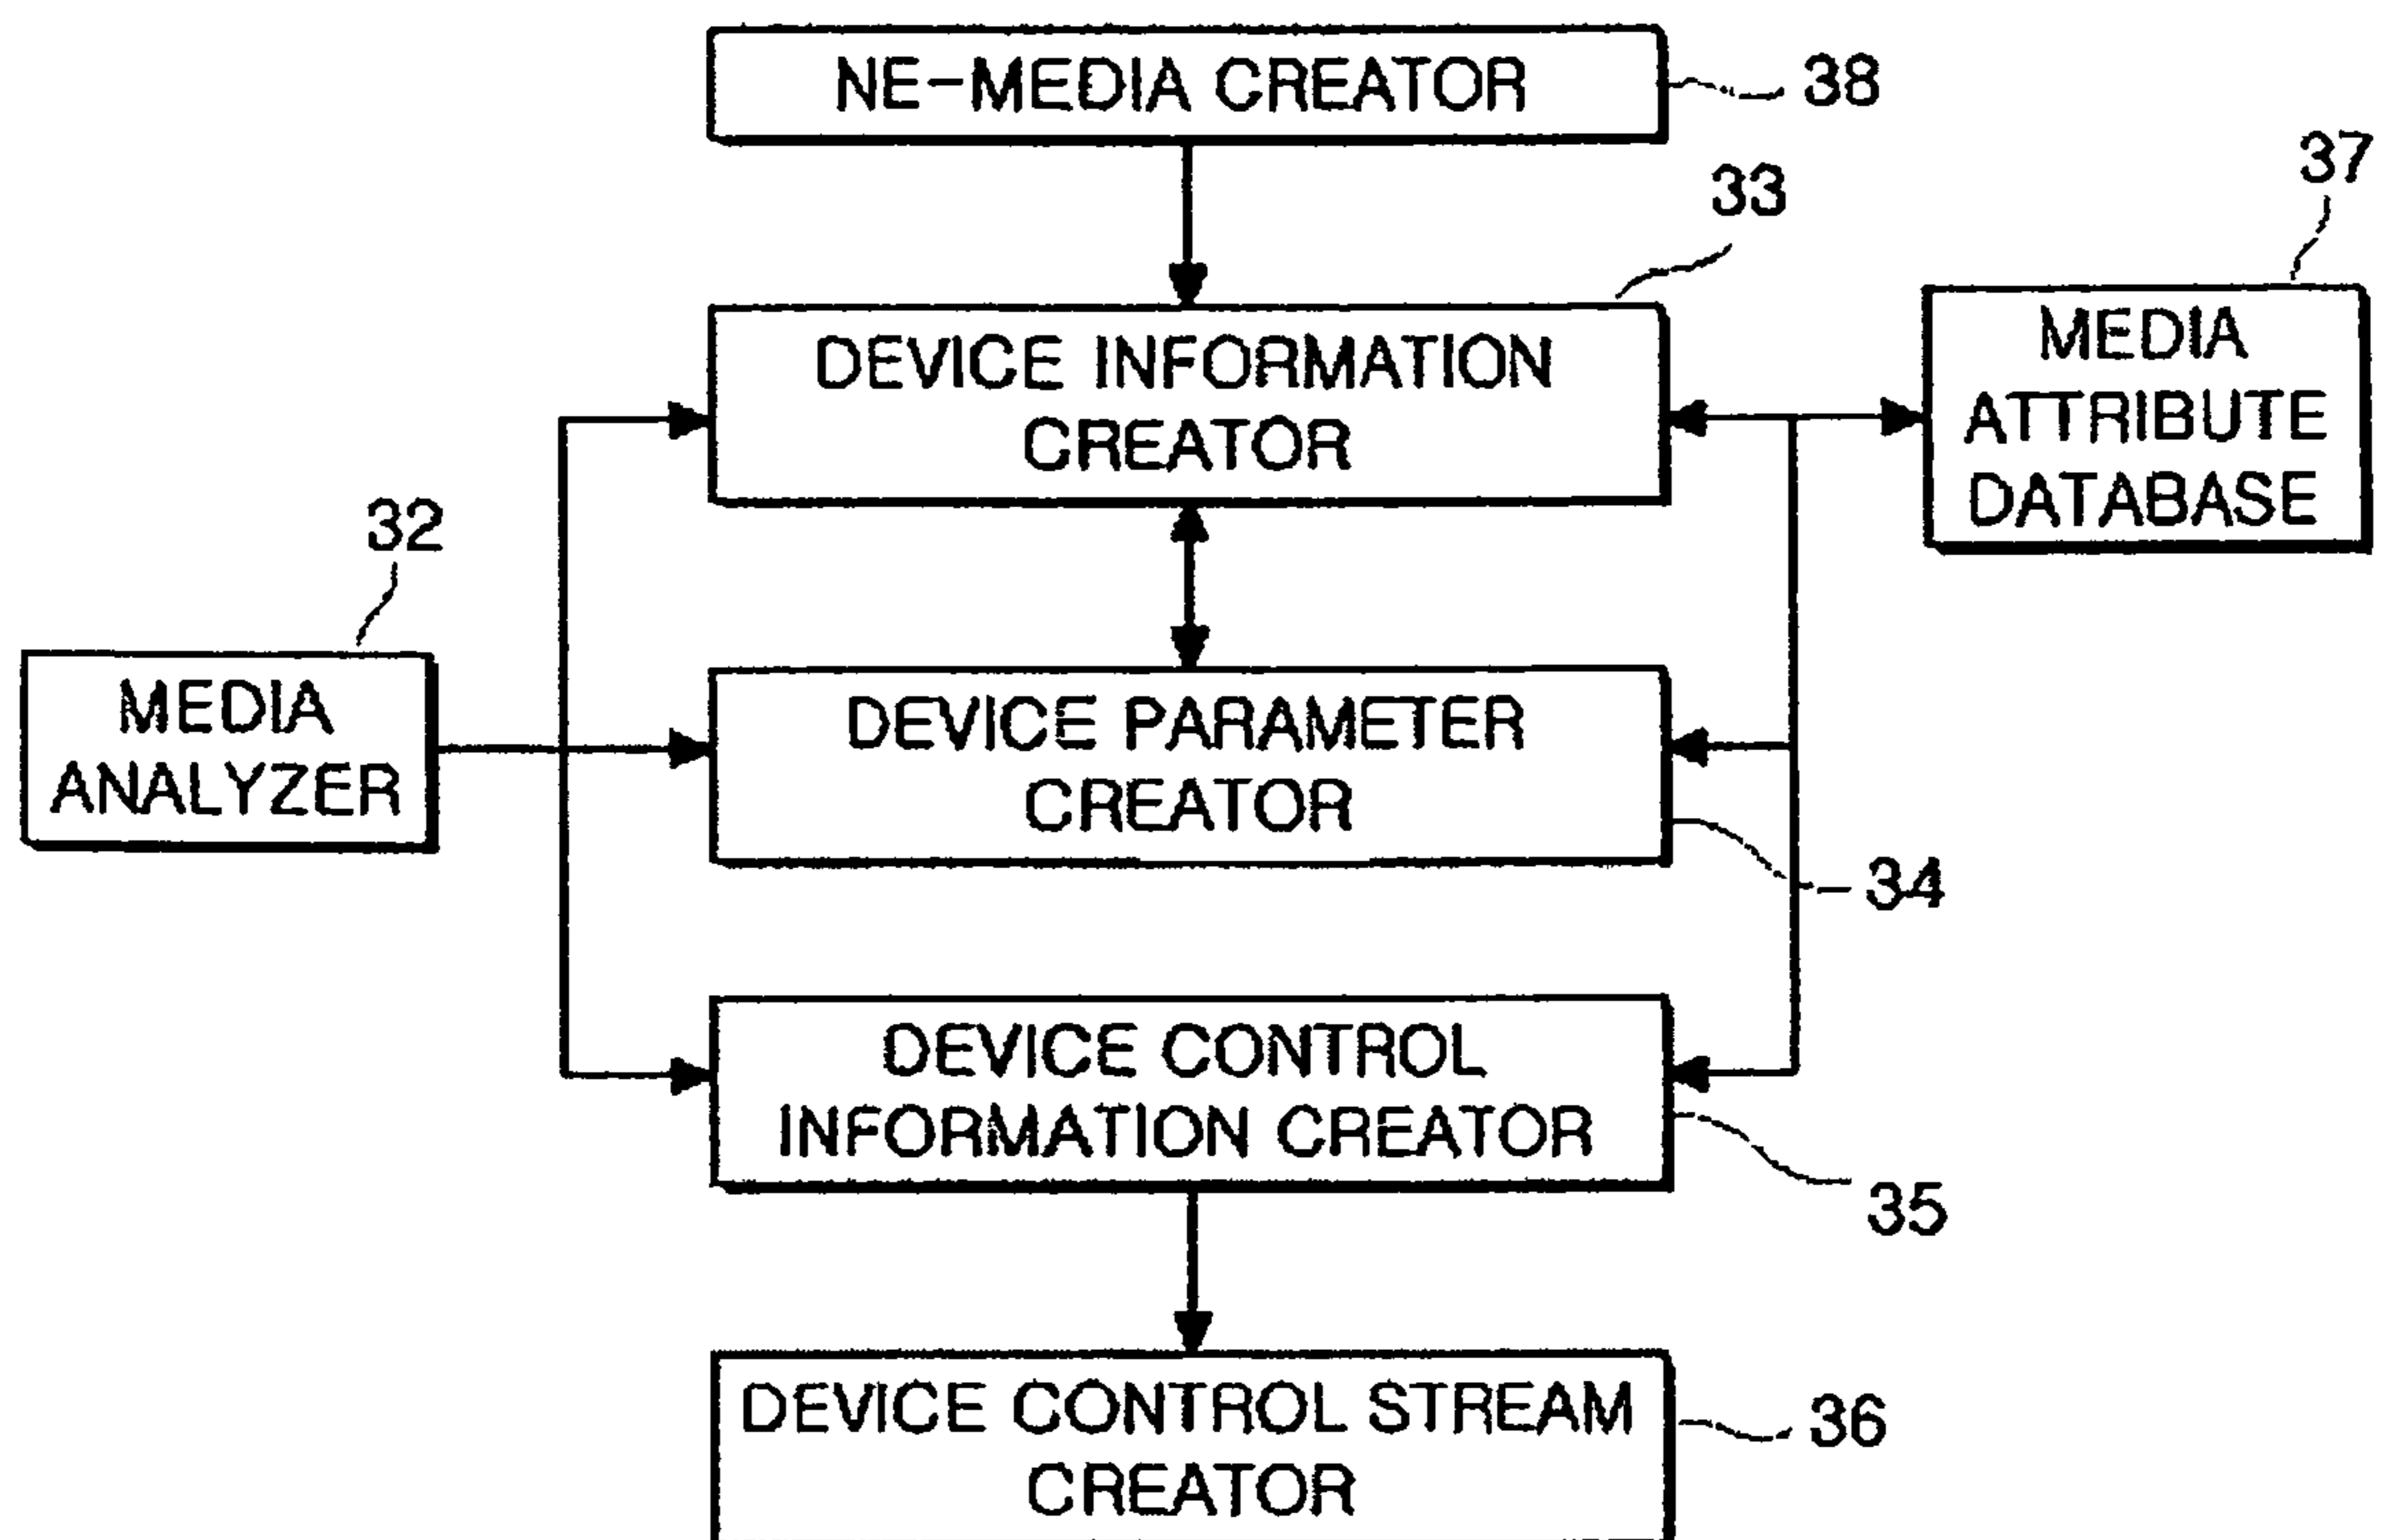 NE-MEDIA CREATOR
38
33
37
DEVICE INFORMATION
CREATOR
MEDIA
ATTRIBUTE
DATABASE
32
MEDIA
ANALYZER
DEVICE PARAMETER
CREATOR
34
DEVICE CONTROL
INFORMATION CREATOR
35
DEVICE CONTROL STREAM
CREATOR
36